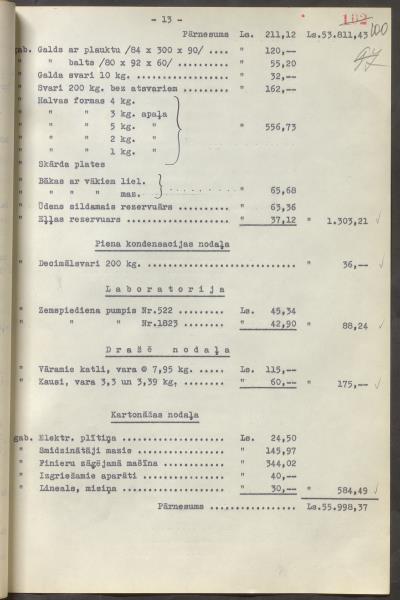 - 13 -
102 100
Pārnesums Ls. 211,12 Ls.53.811,43
97
gab. Galds ar plauktu /84 x 300 x 90/ .... " 120,--
" " balts /80 x 92 x 60/ .......... " 55,20
" Galda svari 10 kg. .................. " 32,--
" Svari 200 kg. bez atsvariem ......... " 162,--
" Halvas formas 4 kg.
" " " 3 kg. apaļa
" " " 5 kg. " " 556,73
" " " 2 kg. "
" " " 1 kg. "
" Skārda plates
" Bākas ar vākiem liel.
" " " " maz. " 65,68
" Ūdens sildamais rezervuārs .......... " 63,36
" Eļļas rezervuars .................... " 37,12 " 1.303,21 ✓
Piena kondensacijas nodaļa
" Decimālsvari 200 kg. ................................ " 36,-- ✓
Laboratorija
" Zemspiediena pumpis Nr.522 ......... Ls. 45,34
" " " Nr.1823 ........ " 42,90 " 88,24 ✓
Dražē nodaļa
" Vāramie katli, vara @ 7,95 kg. ..... Ls. 115,--
" Kausi, vara 3,3 un 3,39 kg. ........ " 60,-- " 175,-- ✓
Kartonāžas nodaļa
gab. Elektr. plītiņa .................... Ls. 24,50
" Smidzinātāji mazie ................. " 145,97
" Finieru zāģējamā mašīna ............ " 344,02
" Izgriešamie aparāti ................ " 40,--
" Lineals, misiņa .................... " 30,-- " 584,49 ✓
Pārnesums ................. Ls.55.998,37